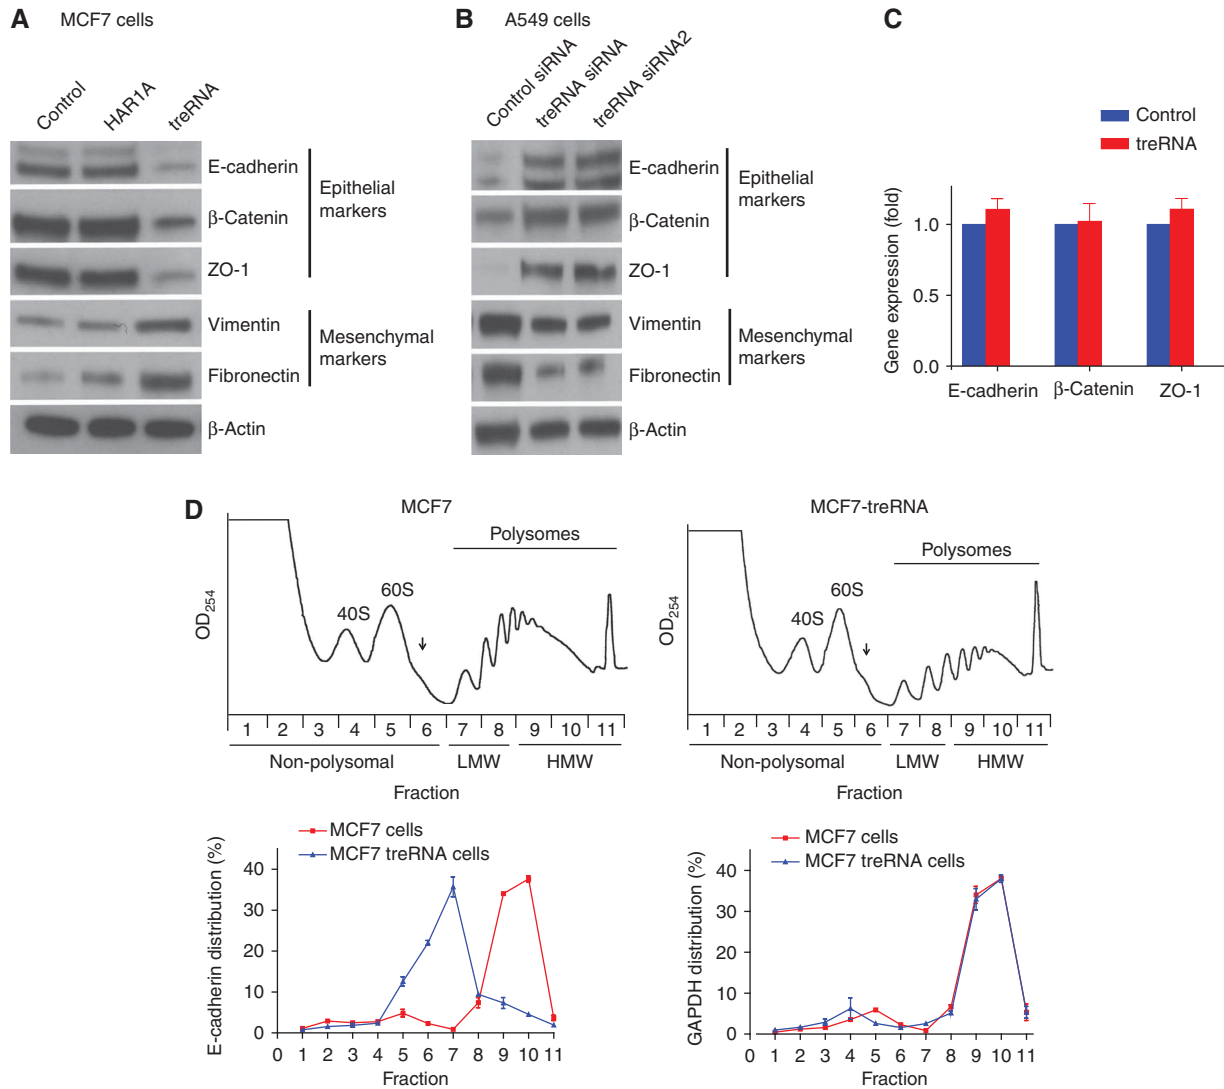 A MCF7 cells
Control
HAR1A
treRNA
E-cadherin
β-Catenin
ZO-1
Epithelial
markers
Vimentin
Fibronectin
Mesenchymal
markers
β-Actin
B A549 cells
Control siRNA
treRNA siRNA
treRNA siRNA2
E-cadherin
β-Catenin
ZO-1
Epithelial
markers
Vimentin
Fibronectin
Mesenchymal
markers
β-Actin
C
Control
treRNA
Gene expression (fold)
1.0
0.5
0.0
E-cadherin β-Catenin ZO-1
D
MCF7
Polysomes
OD254
40S
60S
1 2 3 4 5 6 7 8 9 10 11
Non-polysomal LMW HMW
MCF7-treRNA
Polysomes
OD254
40S
60S
1 2 3 4 5 6 7 8 9 10 11
Non-polysomal LMW HMW
Fraction
Fraction
MCF7 cells
MCF7 treRNA cells
E-cadherin distribution (%)
40
30
20
10
0
0 1 2 3 4 5 6 7 8 9 10 11
Fraction
MCF7 cells
MCF7 treRNA cells
GAPDH distribution (%)
40
30
20
10
0
0 1 2 3 4 5 6 7 8 9 10 11
Fraction